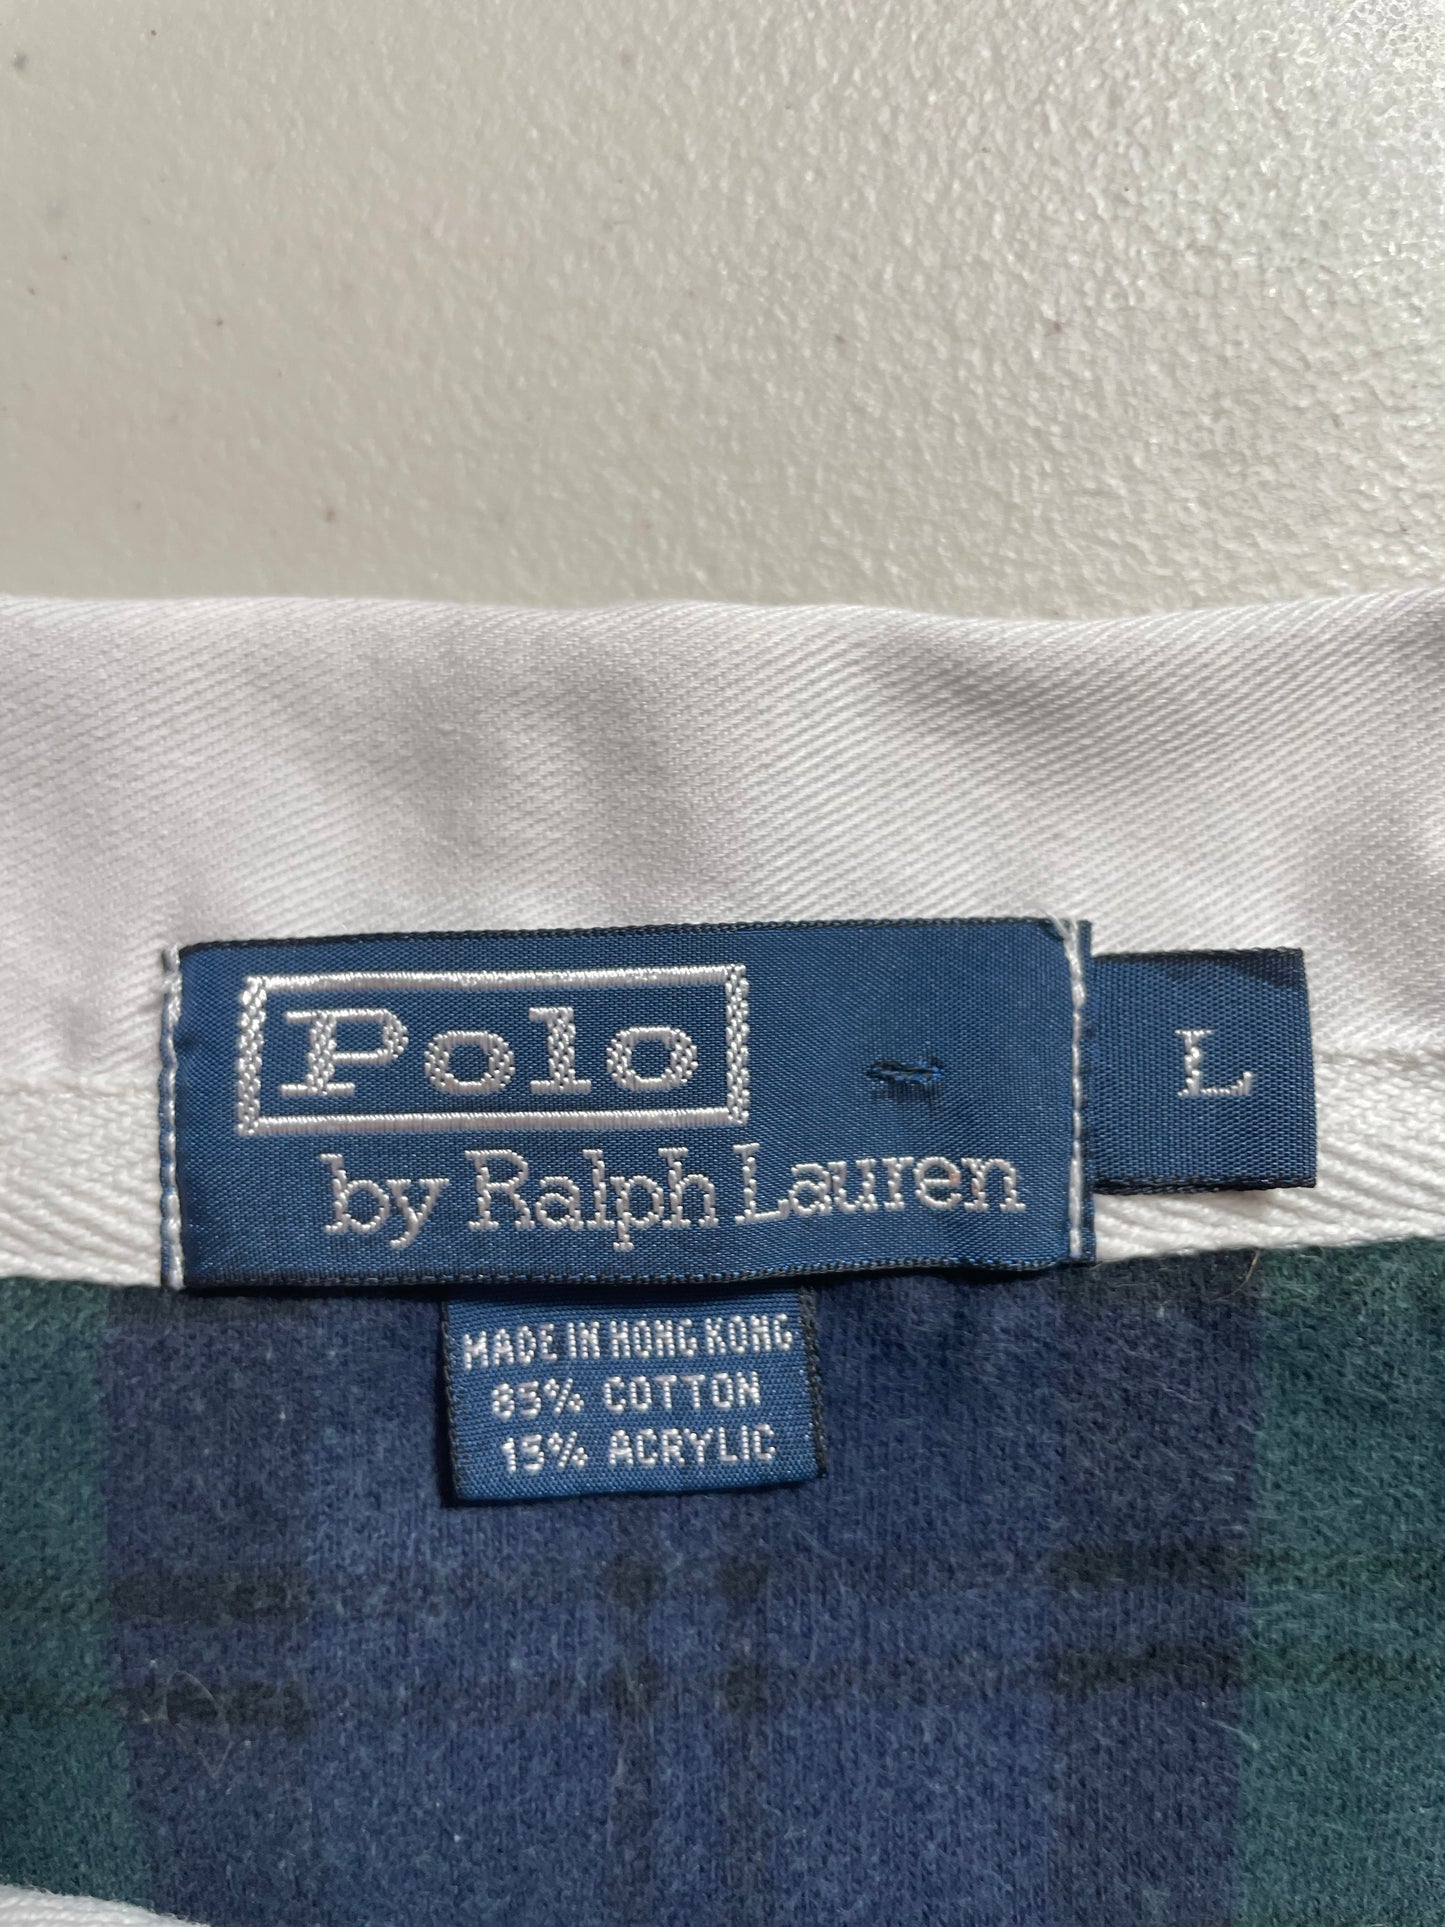 Polo
by Ralph Lauren
L
MADE IN HONG KONG
85% COTTON
15% ACRYLIC